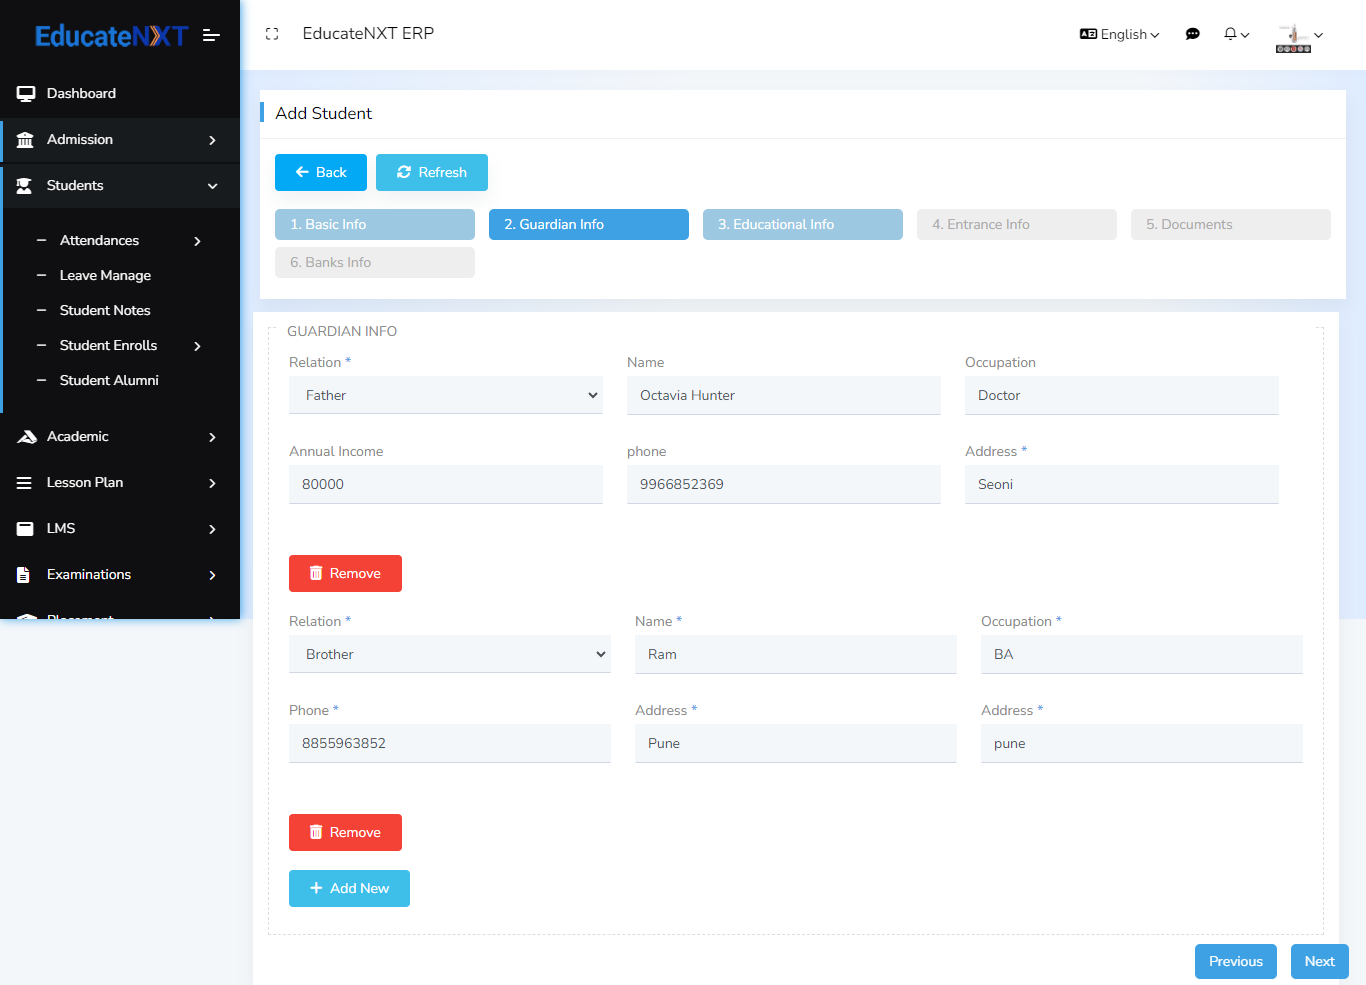 EducateNXT
EducateNXT ERP
English
Dashboard
Admission
Students
Attendances
Leave Manage
Student Notes
Student Enrolls
Student Alumni
Academic
Lesson Plan
LMS
Examinations
Placement
Add Student
Back
Refresh
1. Basic Info
2. Guardian Info
3. Educational Info
4. Entrance Info
5. Documents
6. Banks Info
GUARDIAN INFO
Relation * Name Occupation
Father Octavia Hunter Doctor
Annual Income phone Address *
80000 9966852369 Seoni
Remove
Relation * Name * Occupation *
Brother Ram BA
Phone * Address * Address *
8855963852 Pune pune
Remove
Add New
Previous Next